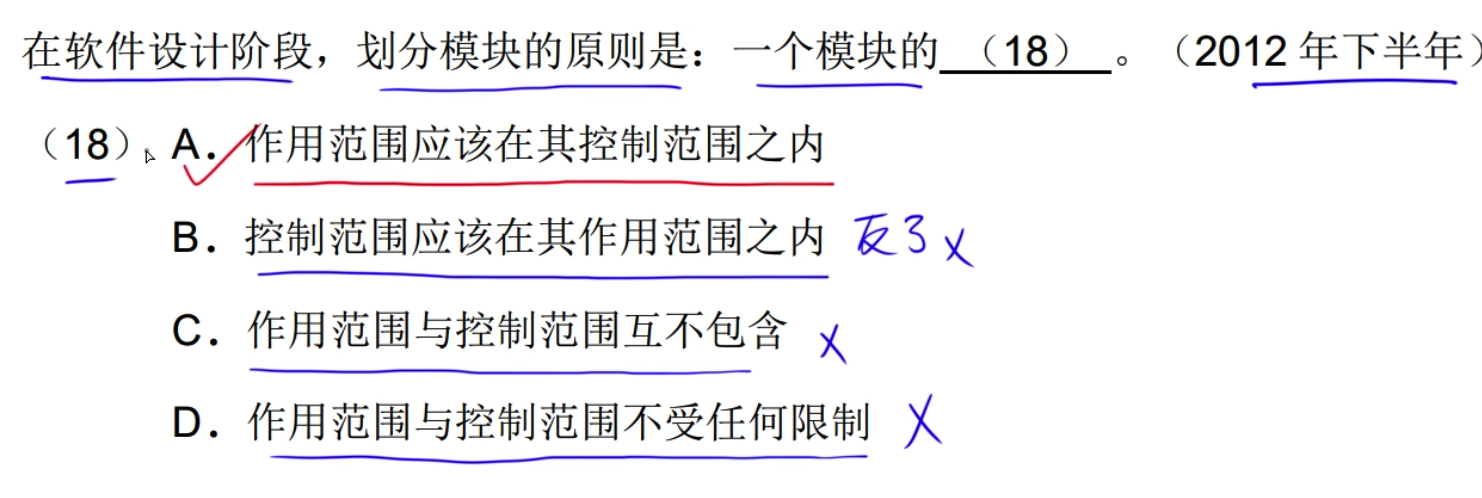 在软件设计阶段，划分模块的原则是：一个模块的 （18） 。（2012 年下半年）
（18）、A．作用范围应该在其控制范围之内
B．控制范围应该在其作用范围之内 反了 x
C．作用范围与控制范围互不包含 x
D．作用范围与控制范围不受任何限制 x